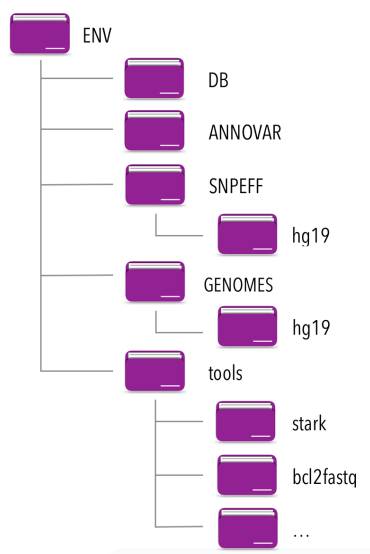 ENV
DB
ANNOVAR
SNPEFF
hg19
GENOMES
hg19
tools
stark
bcl2fastq
...